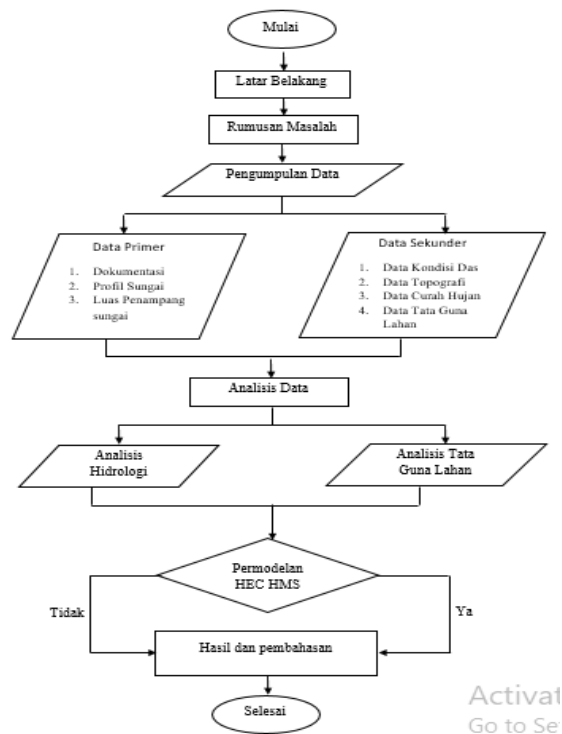 Mulai
Latar Belakang
Rumusan Masalah
Pengumpulan Data
Data Primer
1. Dokumentasi
2. Profil Sungai
3. Luas Penampang
sungai
Data Sekunder
1. Data Kondisi Das
2. Data Topografi
3. Data Curah Hujan
4. Data Tata Guna
Lahan
Analisis Data
Analisis
Hidrologi
Analisis Tata
Guna Lahan
Permodelan
HEC HMS
Tidak
Ya
Hasil dan pembahasan
Selesai
Activat
Go to Se